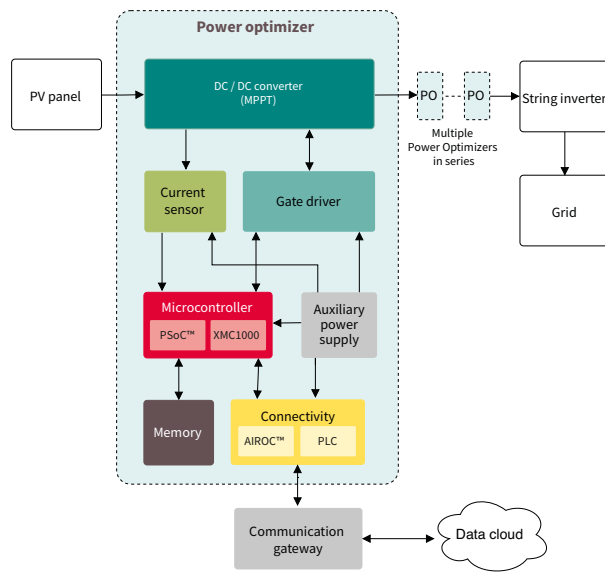 Power optimizer
PV panel
DC / DC converter
(MPPT)
PO
PO
String inverter
Multiple
Power Optimizers
in series
Current
sensor
Gate driver
Grid
Microcontroller
PSoC™
XMC1000
Auxiliary
power
supply
Memory
Connectivity
AIROC™
PLC
Communication
gateway
Data cloud